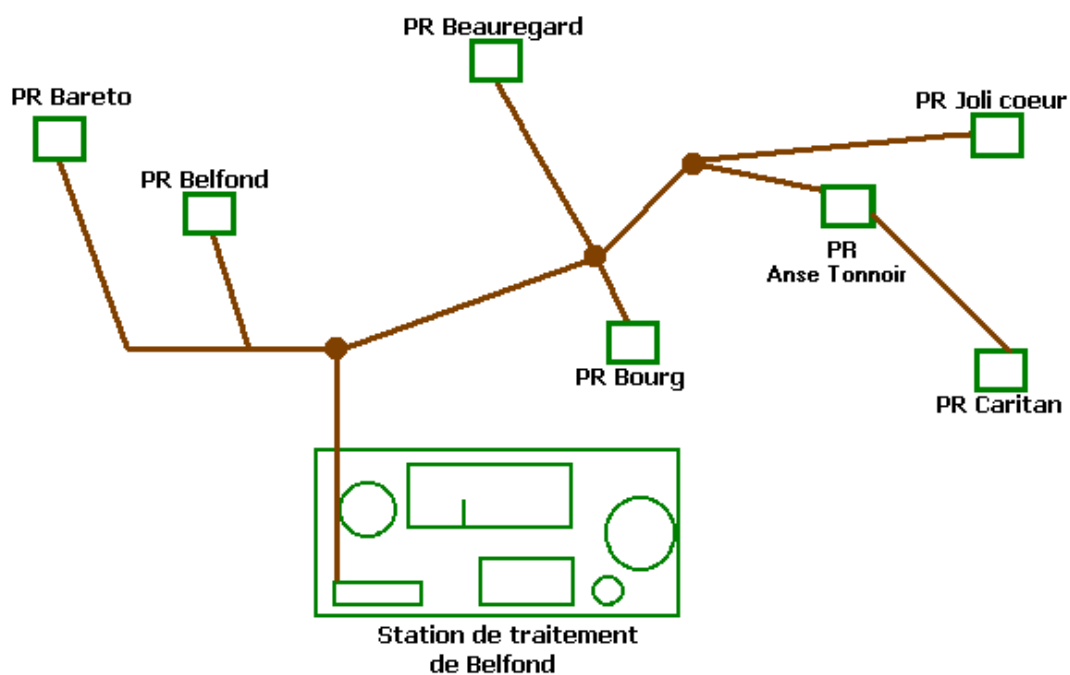 PR Beauregard
PR Bareto
PR Joli coeur
PR Belfond
PR
Anse Tonnoir
PR Bourg
PR Caritan
Station de traitement
de Belfond